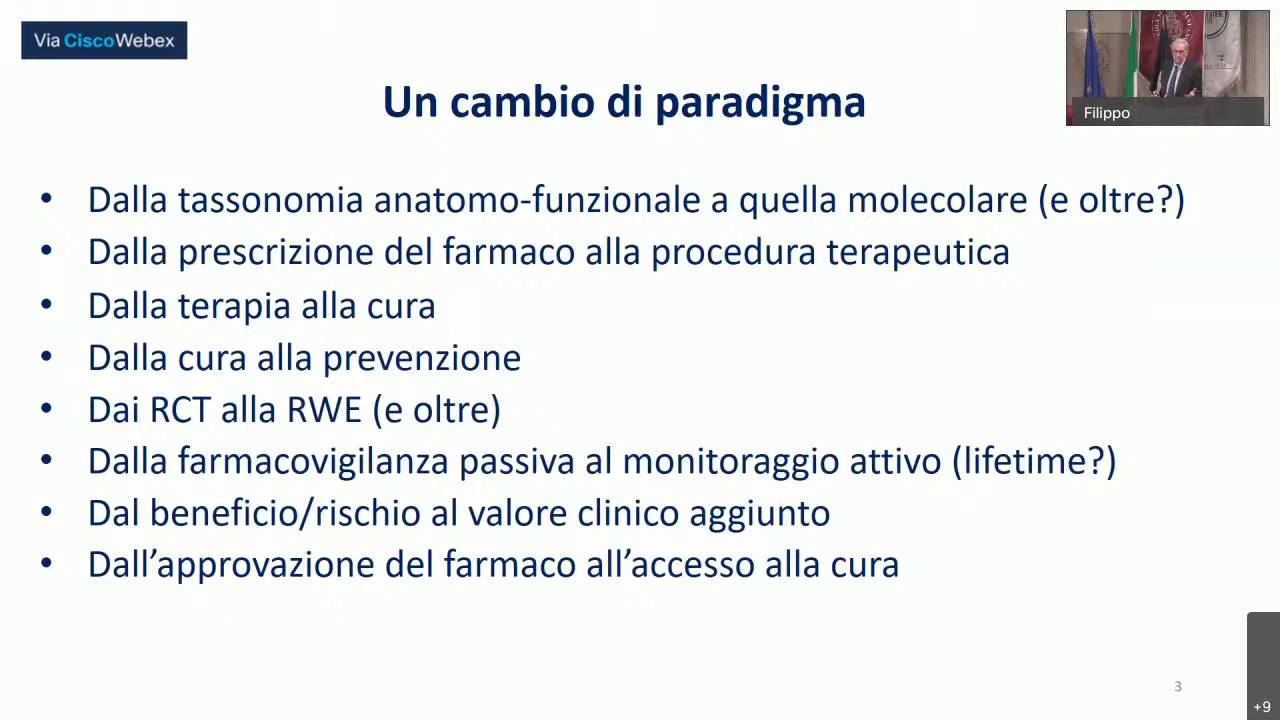 Via CiscoWebex
Un cambio di paradigma
Filippo
• Dalla tassonomia anatomo-funzionale a quella molecolare (e oltre?)
• Dalla prescrizione del farmaco alla procedura terapeutica
• Dalla terapia alla cura
• Dalla cura alla prevenzione
• Dai RCT alla RWE (e oltre)
• Dalla farmacovigilanza passiva al monitoraggio attivo (lifetime?)
• Dal beneficio/rischio al valore clinico aggiunto
• Dall’approvazione del farmaco all’accesso alla cura
3
+9